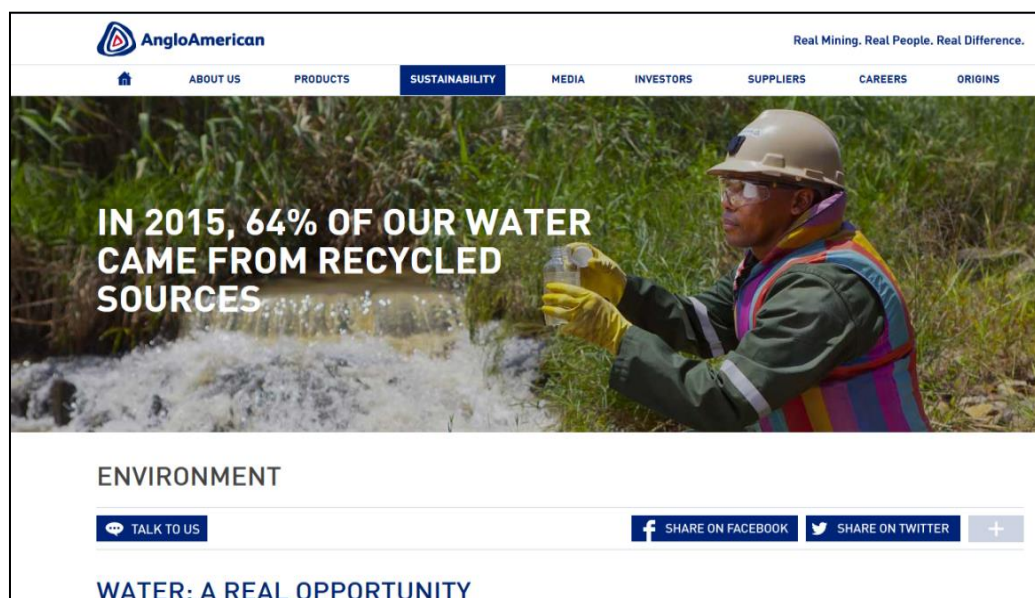 AngloAmerican
Real Mining. Real People. Real Difference.
ABOUT US PRODUCTS SUSTAINABILITY MEDIA INVESTORS SUPPLIERS CAREERS ORIGINS
IN 2015, 64% OF OUR WATER
CAME FROM RECYCLED
SOURCES
ENVIRONMENT
TALK TO US
SHARE ON FACEBOOK
SHARE ON TWITTER
WATER: A REAL OPPORTUNITY